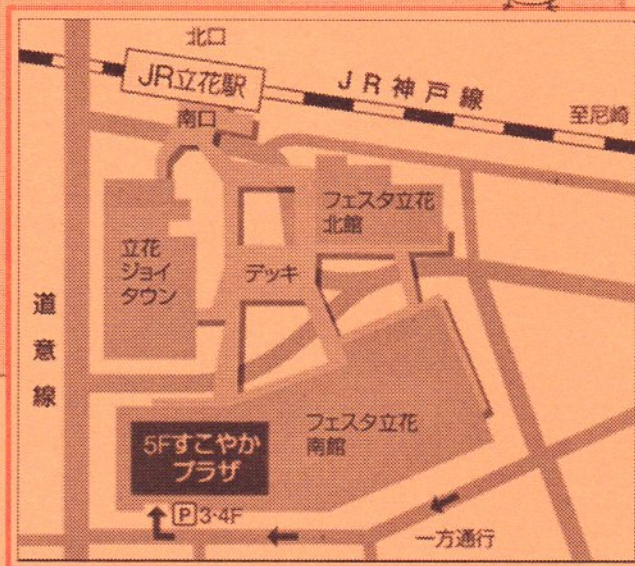 北口
JR立花駅
JR神戸線
至尼崎
南口
フェスタ立花
北館
立花
ジョイ
タウン
デッキ
道意線
フェスタ立花
南館
5Fすこやか
プラザ
P3・4F
一方通行